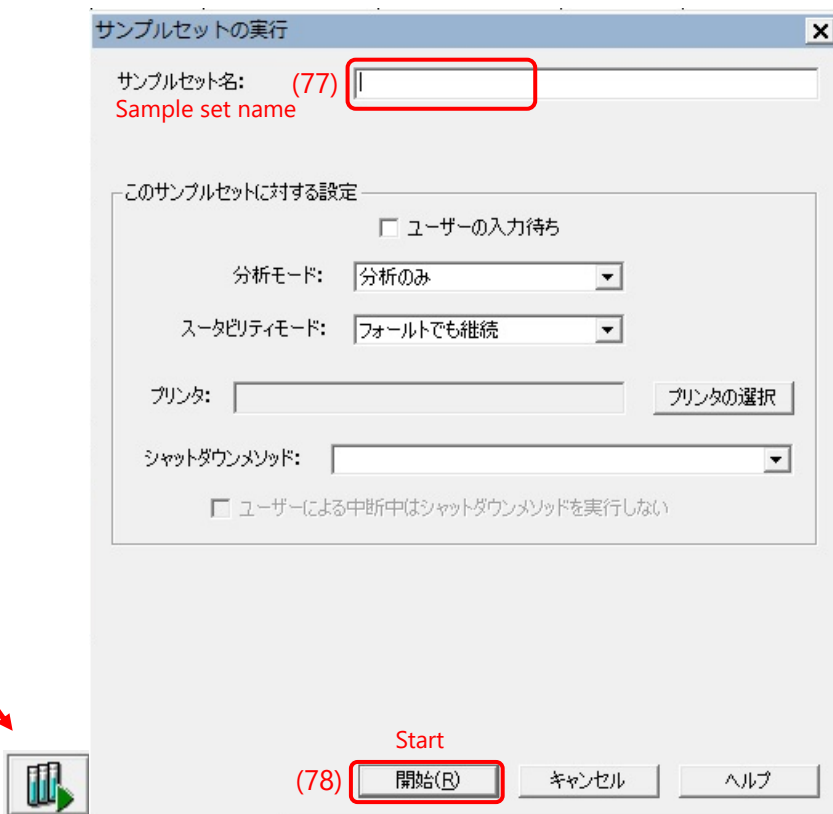 サンプルセットの実行
サンプルセット名: (77)
Sample set name
このサンプルセットに対する設定
ユーザーの入力待ち
分析モード: 分析のみ
スータビリティモード: フォールトでも継続
プリンタ: プリンタの選択
シャットダウンメソッド:
ユーザーによる中断中はシャットダウンメソッドを実行しない
Start
(78) 開始(R) キャンセル ヘルプ